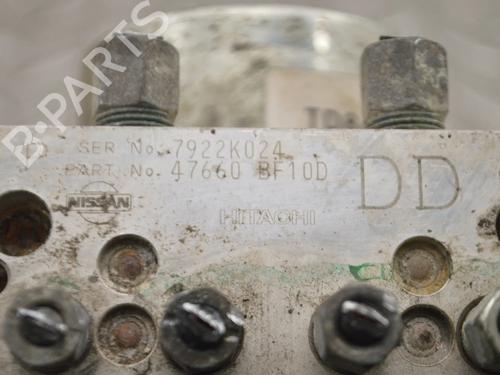 B-PARTS
SER No. 7922K024
PART No. 47660 BF10D
DD
NISSAN
HITACHI